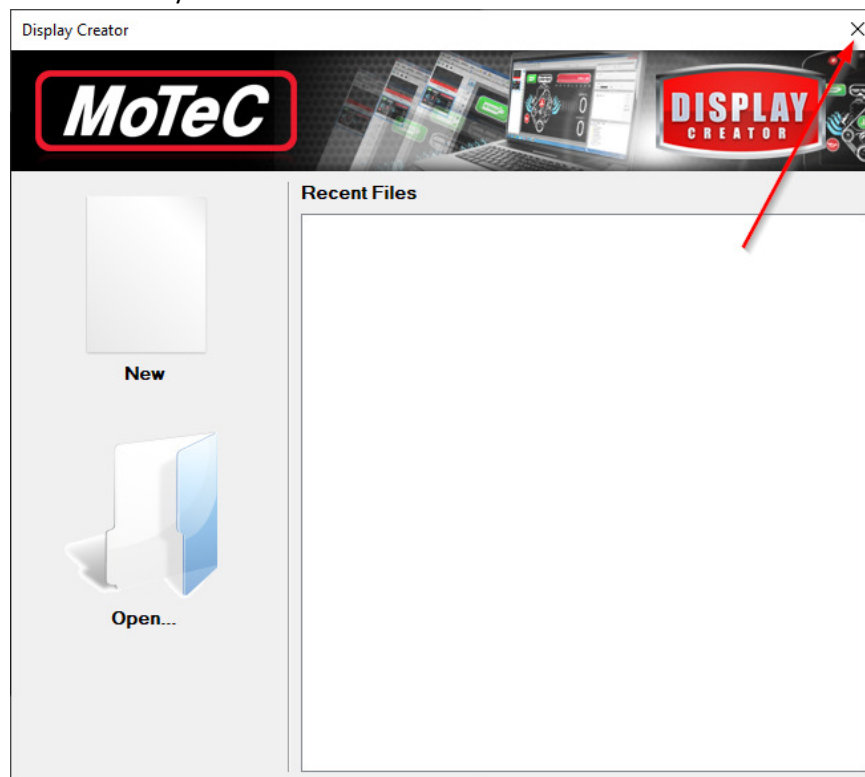 Display Creator
MoTeC
DISPLAY
CREATOR
Recent Files
New
Open...